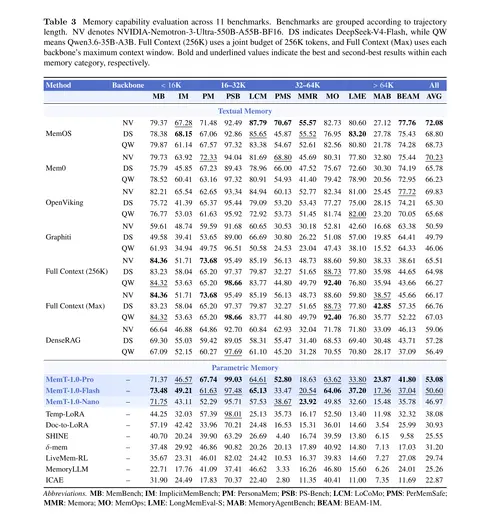 Table 3 Memory capability evaluation across 11 benchmarks. Benchmarks are grouped according to trajectory
length. NV denotes NVIDIA-Nemotron-3-Ultra-550B-A55B-BF16. DS indicates DeepSeek-V4-Flash, while QW
means Qwen3.6-35B-A3B. Full Context (256K) uses a joint budget of 256K tokens, and Full Context (Max) uses each
backbone's maximum context window. Bold and underlined values indicate the best and second-best results within each
memory category, respectively.
Method Backbone < 16K 16–32K 32–64K > 64K All
MB IM PM PSB LCM PMS MMR MO LME MAB BEAM AVG
Textual Memory
NV 79.37 67.28 71.48 92.49 87.79 70.67 55.57 82.73 80.60 27.12 77.76 72.08
MemOS DS 78.38 68.15 67.06 92.86 85.65 45.87 55.52 76.95 83.20 27.78 75.43 68.80
QW 79.87 61.14 67.57 97.32 83.38 54.67 52.61 82.56 80.80 21.78 74.28 68.73
NV 79.73 63.92 72.33 94.04 81.69 68.80 45.69 80.31 77.80 32.80 75.44 70.23
Mem0 DS 75.79 45.85 67.23 89.43 78.96 66.00 47.52 75.67 72.60 30.30 74.19 65.78
QW 78.52 60.41 63.16 97.32 80.91 54.93 41.40 79.42 78.90 20.56 72.95 66.23
NV 82.21 65.54 62.65 93.34 84.94 60.13 52.77 82.34 81.00 25.45 77.72 69.83
OpenViking DS 75.72 41.39 65.37 95.44 79.09 53.20 53.43 77.27 75.00 28.15 74.21 65.30
QW 76.77 53.03 61.63 95.92 72.92 53.73 51.45 81.74 82.00 23.20 70.05 65.68
NV 59.61 48.74 59.59 91.68 60.65 30.53 30.18 52.81 42.60 16.68 63.38 50.59
Graphiti DS 49.58 39.41 53.65 89.00 66.69 30.80 26.22 51.08 57.00 19.85 64.41 49.79
QW 61.93 34.94 49.75 96.51 50.58 24.53 23.04 47.43 38.10 15.52 64.33 46.06
NV 84.36 51.71 73.68 95.49 85.19 56.13 48.73 88.60 59.80 38.33 38.61 65.51
Full Context (256K) DS 83.23 58.04 65.20 97.37 79.87 32.27 51.65 88.73 77.80 35.98 44.65 64.98
QW 84.32 53.63 65.20 98.66 83.77 44.80 49.79 92.40 76.80 35.94 43.66 66.27
NV 84.36 51.71 73.68 95.49 85.19 56.13 48.73 88.60 59.80 38.57 45.66 66.17
Full Context (Max) DS 83.23 58.04 65.20 97.37 79.87 32.27 51.65 88.73 77.80 42.85 57.35 66.76
QW 84.32 53.63 65.20 98.66 83.77 44.80 49.79 92.40 76.80 35.77 52.22 67.03
NV 66.64 46.88 64.86 92.70 60.84 62.93 32.04 71.78 71.80 33.09 46.13 59.06
DenseRAG DS 69.30 55.03 59.42 89.05 58.31 55.47 31.50 68.53 69.40 30.48 43.71 57.28
QW 67.09 52.15 60.27 97.69 61.10 45.20 31.28 70.55 70.80 28.17 37.09 56.49
Parametric Memory
MemT-1.0-Pro – 71.37 46.57 67.74 99.03 64.61 52.80 18.63 63.62 33.80 23.87 41.80 53.08
MemT-1.0-Flash – 73.48 49.21 61.63 97.48 65.13 33.47 20.54 64.06 37.20 17.36 37.04 50.60
MemT-1.0-Nano – 71.75 43.11 52.29 95.71 57.53 38.67 23.92 49.85 32.60 15.48 35.78 46.97
Temp-LoRA – 44.25 32.03 57.39 98.01 25.13 35.73 16.17 52.50 13.40 11.98 32.32 38.08
Doc-to-LoRA – 57.19 42.42 33.96 70.21 24.48 16.53 15.31 36.01 14.60 3.54 25.99 30.93
SHINE – 40.70 20.24 39.90 63.29 26.69 4.40 16.74 39.59 13.80 6.15 9.58 25.55
δ-mem – 37.48 29.92 46.86 90.82 20.26 20.13 17.89 40.92 14.80 7.13 17.03 31.20
LiveMem-RL – 35.67 23.31 46.01 82.02 24.42 10.53 16.37 39.83 14.60 7.27 27.08 29.74
MemoryLLM – 22.71 17.76 41.09 37.41 46.62 3.33 16.26 46.80 15.60 6.26 24.01 25.26
ICAE – 31.90 24.49 17.83 70.37 22.40 2.80 11.35 40.41 11.00 7.35 11.69 22.87
Abbreviations. MB: MemBench; IM: ImplicitMemBench; PM: PersonaMem; PSB: PS-Bench; LCM: LoCoMo; PMS: PerMemSafe;
MMR: Memora; MO: MemOps; LME: LongMemEval-S; MAB: MemoryAgentBench; BEAM: BEAM-1M.